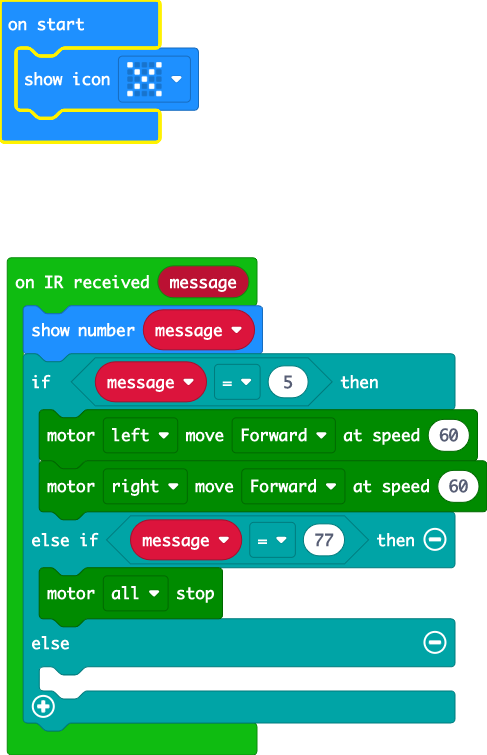 on start
show icon
on IR received message
show number message
if message = 5 then
motor left move Forward at speed 60
motor right move Forward at speed 60
else if message = 77 then
motor all stop
else